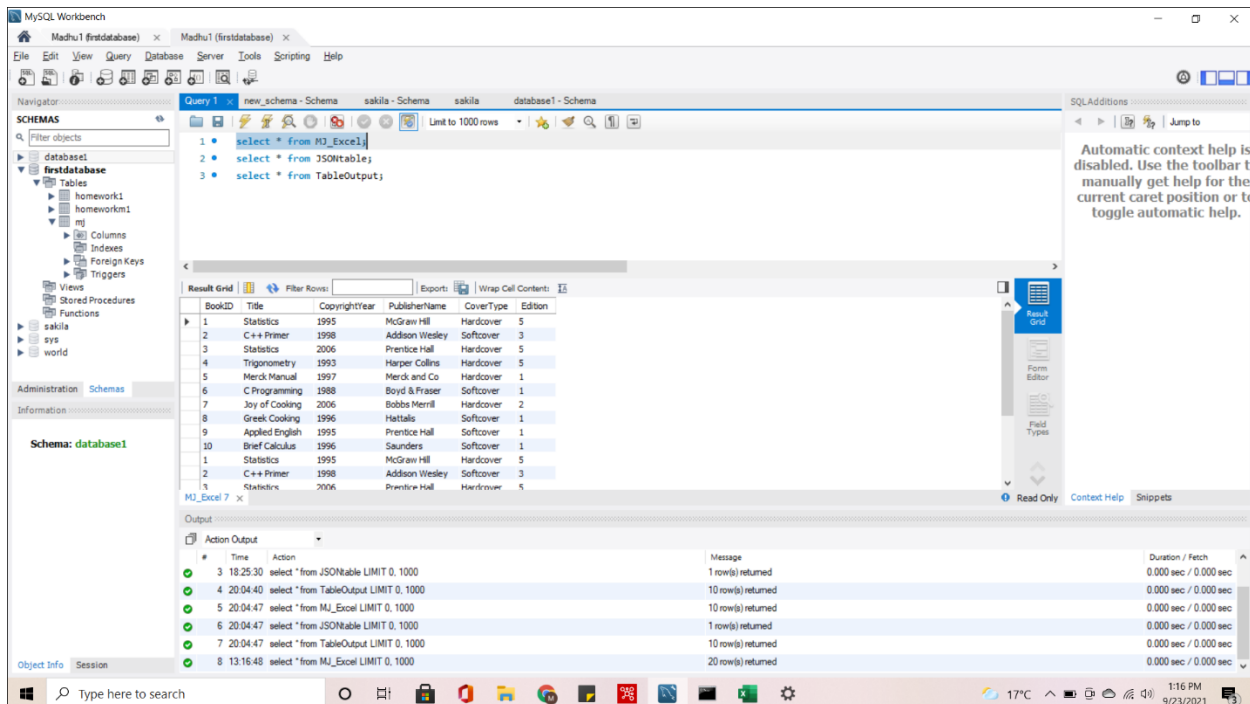 MySQL Workbench
Madhu1 (firstdatabase) Madhu1 (firstdatabase)
File Edit View Query Database Server Tools Scripting Help
Navigator
SCHEMAS
Filter objects
database1
firstdatabase
Tables
homework1
homeworkm1
mj
Columns
Indexes
Foreign Keys
Triggers
Views
Stored Procedures
Functions
sakila
sys
world
Administration Schemas
Information
Schema: database1
Object Info Session
Query 1 new_schema - Schema sakila - Schema sakila database1 - Schema
Limit to 1000 rows
1 select * from MJ_Excel;
2 select * from JSONtable;
3 select * from TableOutput;
Result Grid Filter Rows: Export: Wrap Cell Content:
BookID Title CopyrightYear PublisherName CoverType Edition
1 Statistics 1995 McGraw Hill Hardcover 5
2 C++ Primer 1998 Addison Wesley Softcover 3
3 Statistics 2006 Prentice Hall Hardcover 5
4 Trigonometry 1993 Harper Collins Hardcover 5
5 Merck Manual 1997 Merck and Co Hardcover 1
6 C Programming 1988 Boyd & Fraser Softcover 1
7 Joy of Cooking 2006 Bobbs Merrill Hardcover 2
8 Greek Cooking 1996 Hattalis Softcover 1
9 Applied English 1995 Prentice Hall Softcover 1
10 Brief Calculus 1996 Saunders Softcover 1
1 Statistics 1995 McGraw Hill Hardcover 5
2 C++ Primer 1998 Addison Wesley Softcover 3
3 Statistics 2006 Prentice Hall Hardcover 5
Result Grid
Form Editor
Field Types
MJ_Excel 7 Read Only
SQLAdditions
Jump to
Automatic context help is
disabled. Use the toolbar t
manually get help for the
current caret position or to
toggle automatic help.
Context Help Snippets
Output
Action Output
# Time Action Message Duration / Fetch
3 18:25:30 select * from JSONtable LIMIT 0, 1000 1 row(s) returned 0.000 sec / 0.000 sec
4 20:04:40 select * from TableOutput LIMIT 0, 1000 10 row(s) returned 0.000 sec / 0.000 sec
5 20:04:47 select * from MJ_Excel LIMIT 0, 1000 10 row(s) returned 0.000 sec / 0.000 sec
6 20:04:47 select * from JSONtable LIMIT 0, 1000 1 row(s) returned 0.000 sec / 0.000 sec
7 20:04:47 select * from TableOutput LIMIT 0, 1000 10 row(s) returned 0.000 sec / 0.000 sec
8 13:16:48 select * from MJ_Excel LIMIT 0, 1000 20 row(s) returned 0.000 sec / 0.000 sec
Type here to search
17°C
1:16 PM
9/23/2021
3